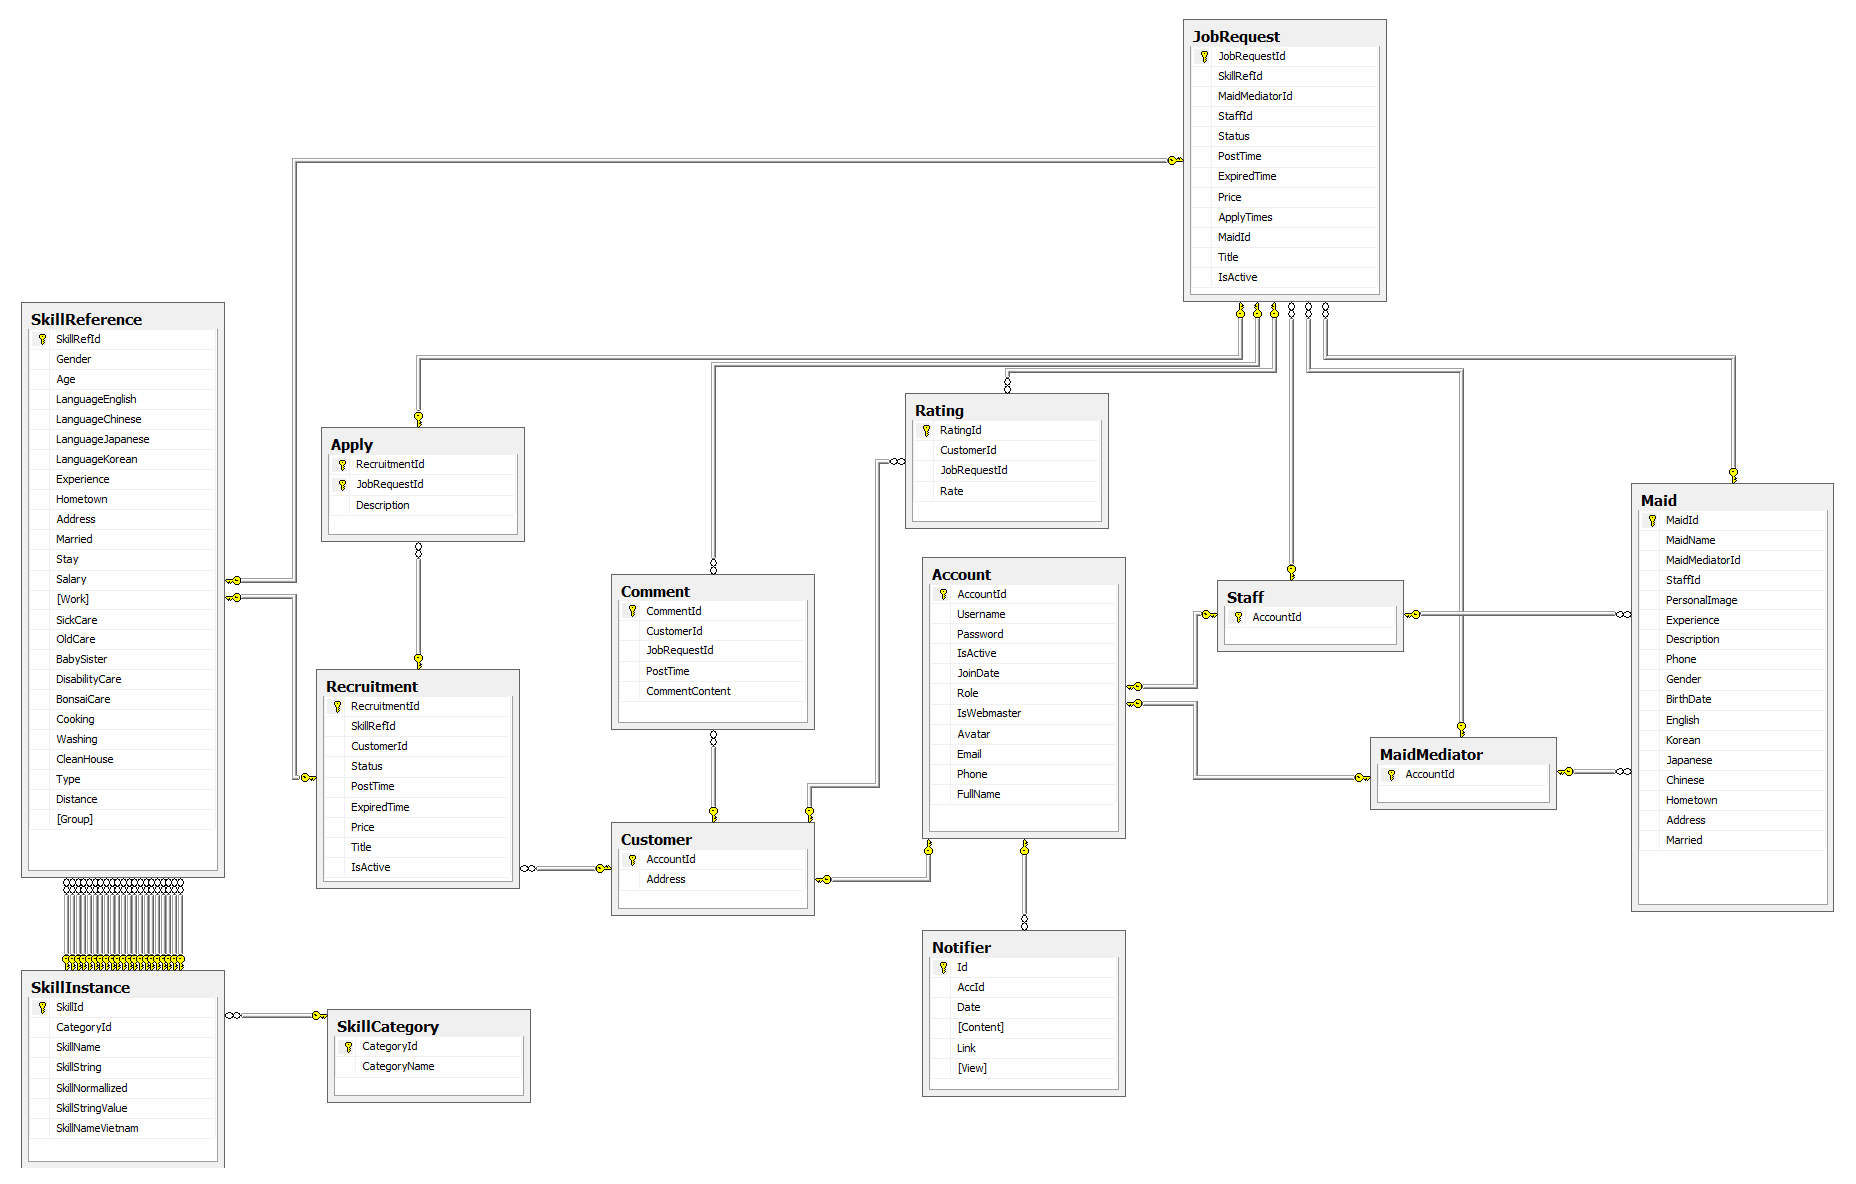 JobRequest
JobRequestId
SkillRefId
MaidMediatorId
StaffId
Status
PostTime
ExpiredTime
Price
ApplyTimes
MaidId
Title
IsActive
SkillReference
SkillRefId
Gender
Age
LanguageEnglish
LanguageChinese
LanguageJapanese
LanguageKorean
Experience
Hometown
Address
Married
Stay
Salary
[Work]
SickCare
OldCare
BabySister
DisabilityCare
BonsaiCare
Cooking
Washing
CleanHouse
Type
Distance
[Group]
Apply
RecruitmentId
JobRequestId
Description
Rating
RatingId
CustomerId
JobRequestId
Rate
Maid
MaidId
MaidName
MaidMediatorId
StaffId
PersonalImage
Experience
Description
Phone
Gender
BirthDate
English
Korean
Japanese
Chinese
Hometown
Address
Married
Comment
CommentId
CustomerId
JobRequestId
PostTime
CommentContent
Account
AccountId
Username
Password
IsActive
JoinDate
Role
IsWebmaster
Avatar
Email
Phone
FullName
Staff
AccountId
Recruitment
RecruitmentId
SkillRefId
CustomerId
Status
PostTime
ExpiredTime
Price
Title
IsActive
MaidMediator
AccountId
Customer
AccountId
Address
Notifier
Id
AccId
Date
[Content]
Link
[View]
SkillInstance
SkillId
CategoryId
SkillName
SkillString
SkillNormallized
SkillStringValue
SkillNameVietnam
SkillCategory
CategoryId
CategoryName